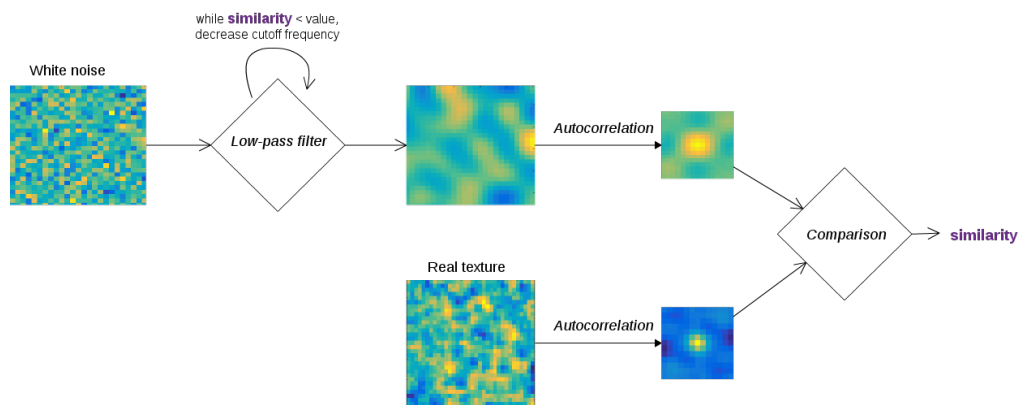 while similarity < value,
decrease cutoff frequency
White noise
Low-pass filter
Autocorrelation
Comparison
similarity
Real texture
Autocorrelation